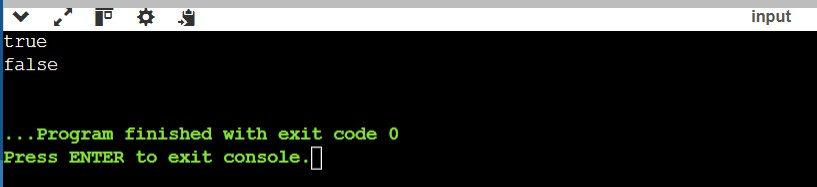 input
true
false
...Program finished with exit code 0
Press ENTER to exit console.